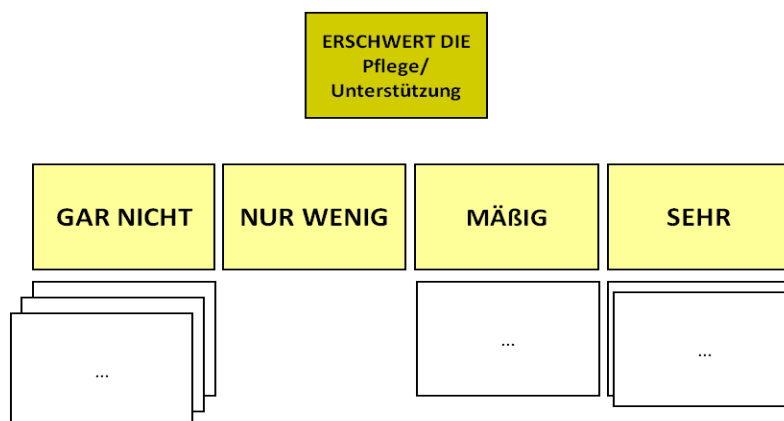 ERSCHWERT DIE
Pflege/
Unterstützung
GAR NICHT
NUR WENIG
MÄßIG
SEHR
...
...
...